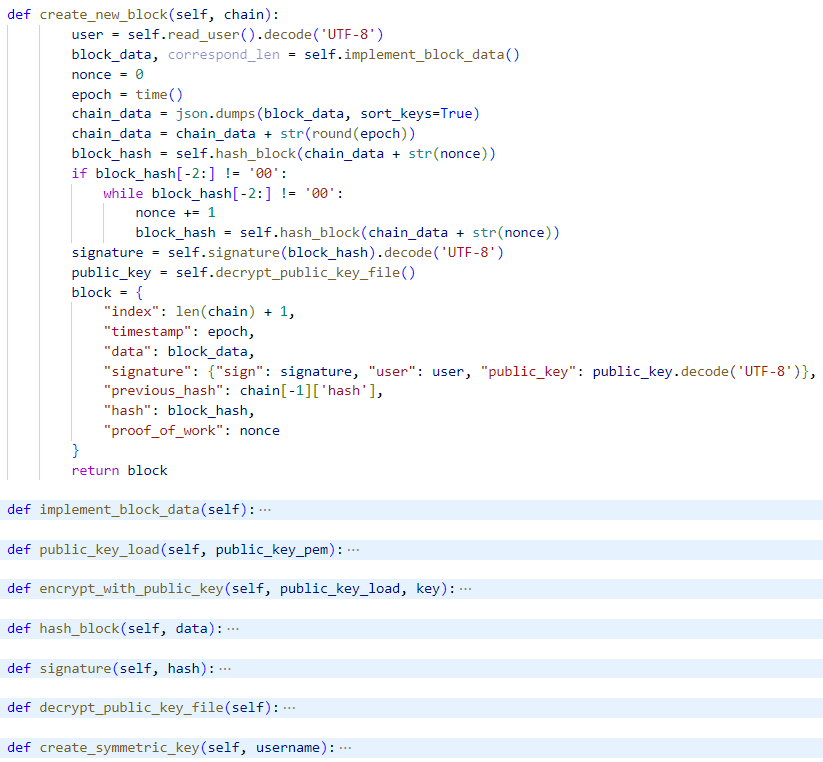 def create_new_block(self, chain):
        user = self.read_user().decode('UTF-8')
        block_data, correspond_len = self.implement_block_data()
        nonce = 0
        epoch = time()
        chain_data = json.dumps(block_data, sort_keys=True)
        chain_data = chain_data + str(round(epoch))
        block_hash = self.hash_block(chain_data + str(nonce))
        if block_hash[-2:] != '00':
            while block_hash[-2:] != '00':
                nonce += 1
                block_hash = self.hash_block(chain_data + str(nonce))
        signature = self.signature(block_hash).decode('UTF-8')
        public_key = self.decrypt_public_key_file()
        block = {
            "index": len(chain) + 1,
            "timestamp": epoch,
            "data": block_data,
            "signature": {"sign": signature, "user": user, "public_key": public_key.decode('UTF-8')},
            "previous_hash": chain[-1]['hash'],
            "hash": block_hash,
            "proof_of_work": nonce
        }
        return block
def implement_block_data(self):···
def public_key_load(self, public_key_pem):···
def encrypt_with_public_key(self, public_key_load, key):···
def hash_block(self, data):···
def signature(self, hash):···
def decrypt_public_key_file(self):···
def create_symmetric_key(self, username):···